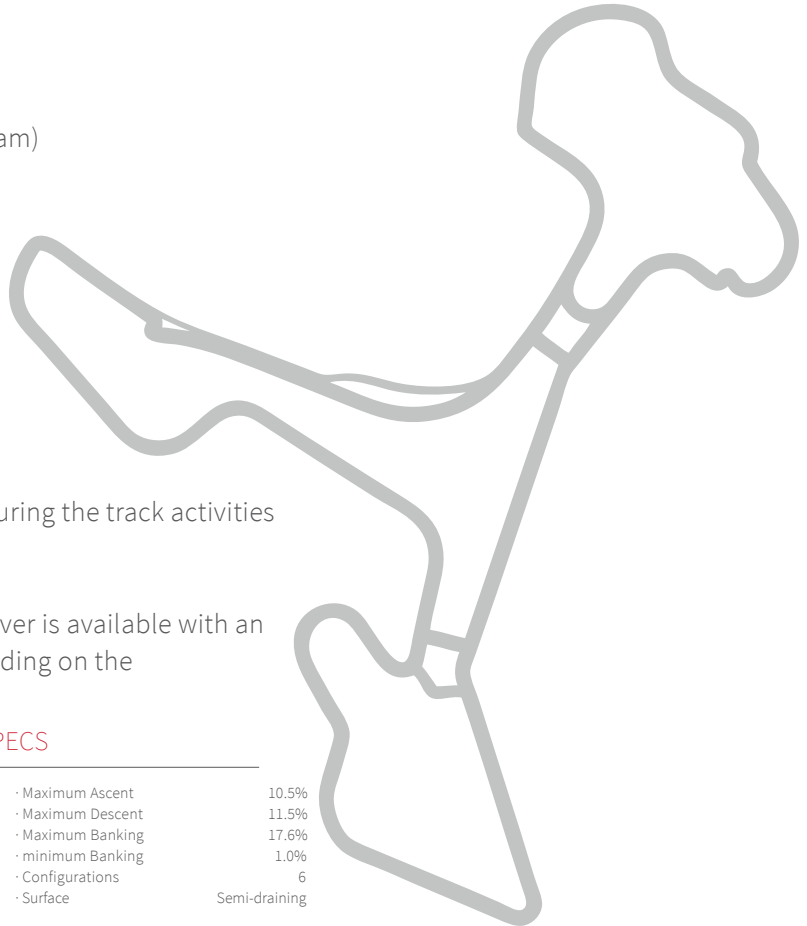 am)
uring the track activities
ver is available with an
ding on the
PECS
· Maximum Ascent 10.5%
· Maximum Descent 11.5%
· Maximum Banking 17.6%
· minimum Banking 1.0%
· Configurations 6
· Surface Semi-draining